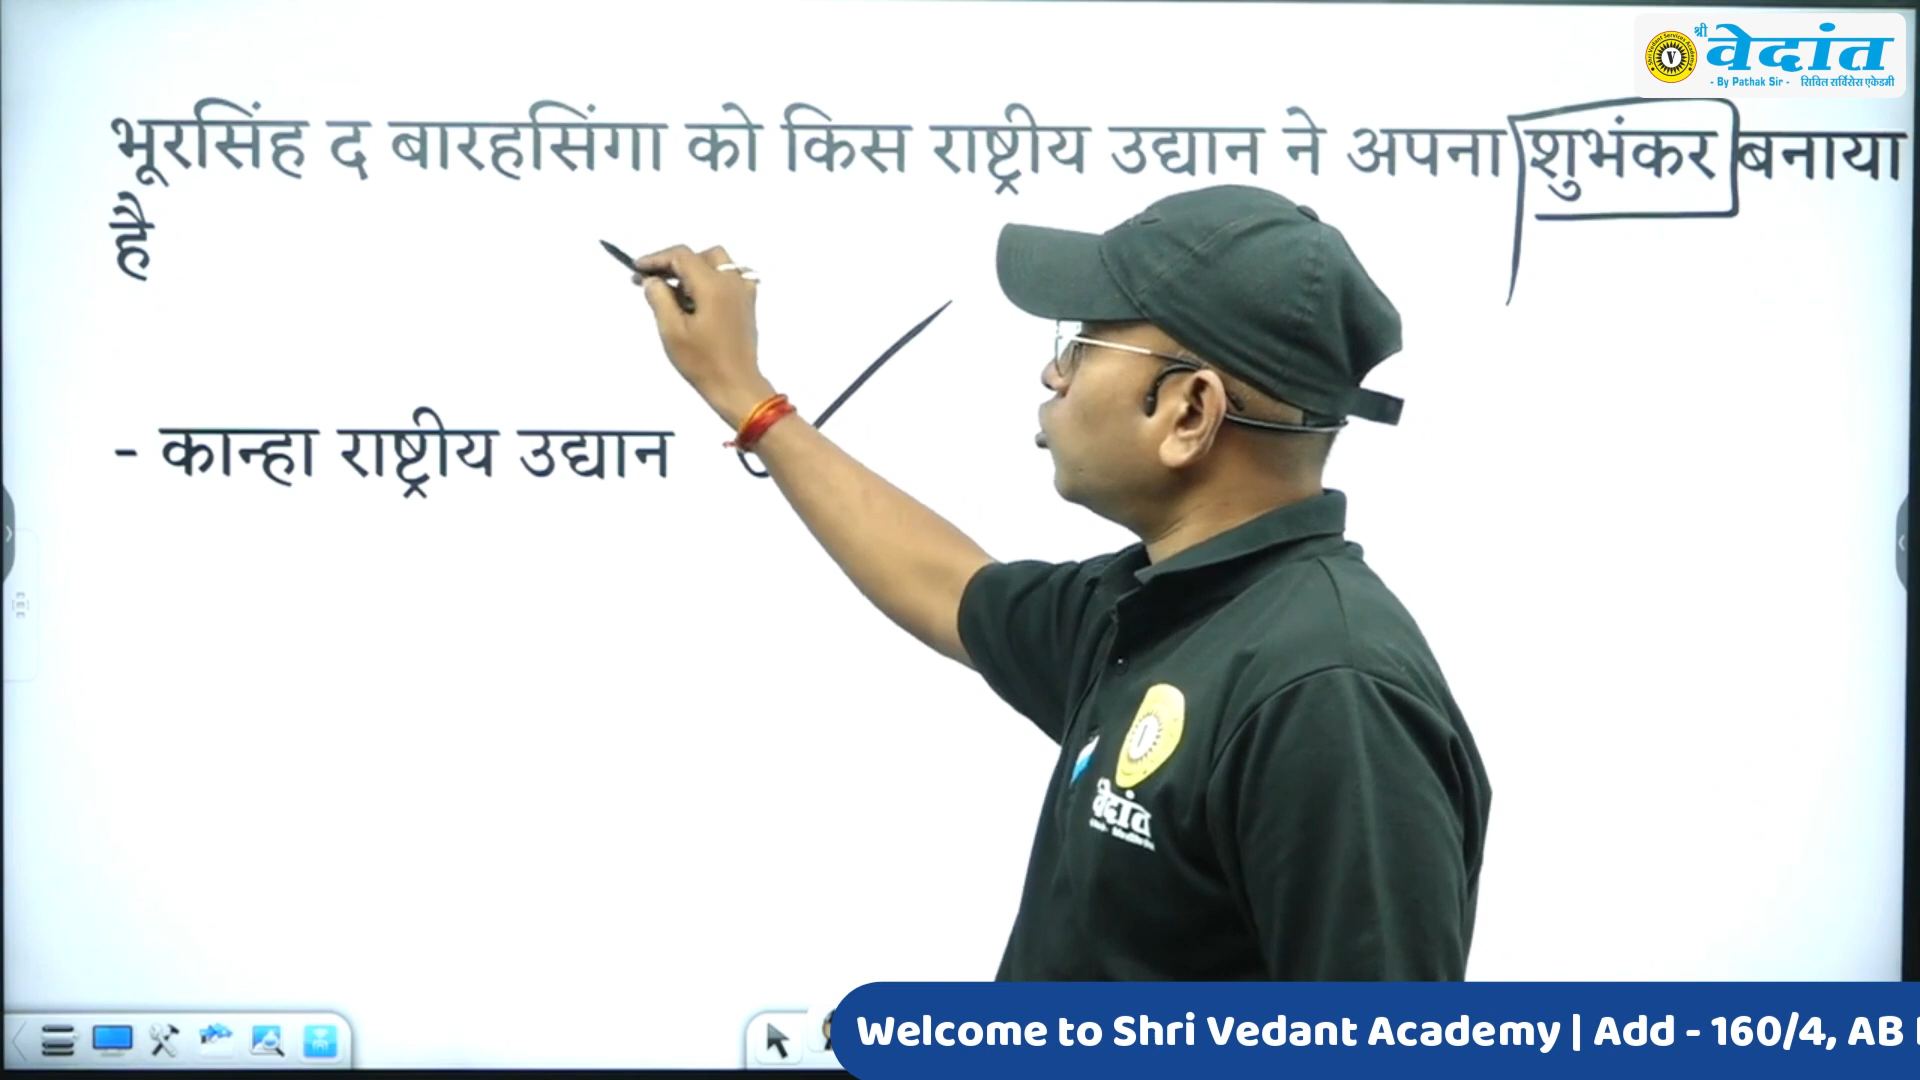 श्री वेदांत
- By Pathak Sir - सिविल सर्विसेस एकेडमी
भूरसिंह द बारहसिंगा को किस राष्ट्रीय उद्यान ने अपना शुभंकर बनाया
है
- कान्हा राष्ट्रीय उद्यान
वेदांत
Welcome to Shri Vedant Academy | Add - 160/4, AB